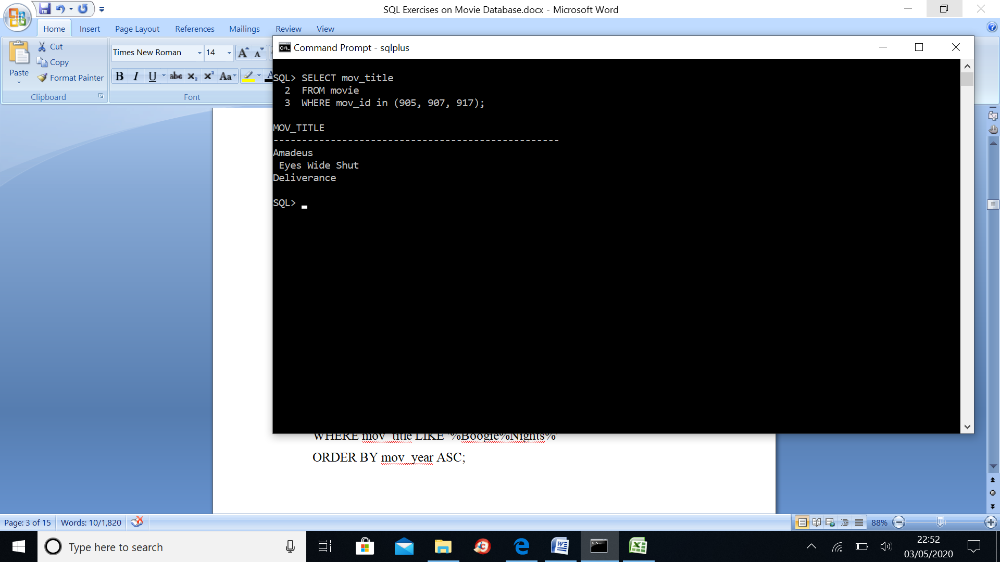 SQL Exercises on Movie Database.docx - Microsoft Word
Home Insert Page Layout References Mailings Review View
Paste
Cut
Copy
Format Painter
Clipboard
Times New Roman 14
B I U abc x₂ x² Aa
Font
Command Prompt - sqlplus
SQL> SELECT mov_title
2 FROM movie
3 WHERE mov_id in (905, 907, 917);
MOV_TITLE
--------------------------------------------------
Amadeus
Eyes Wide Shut
Deliverance
SQL>
WHERE mov_title LIKE '%Boogie%Nights%'
ORDER BY mov_year ASC;
Page: 3 of 15 Words: 10/1,820 88%
Type here to search
22:52
03/05/2020